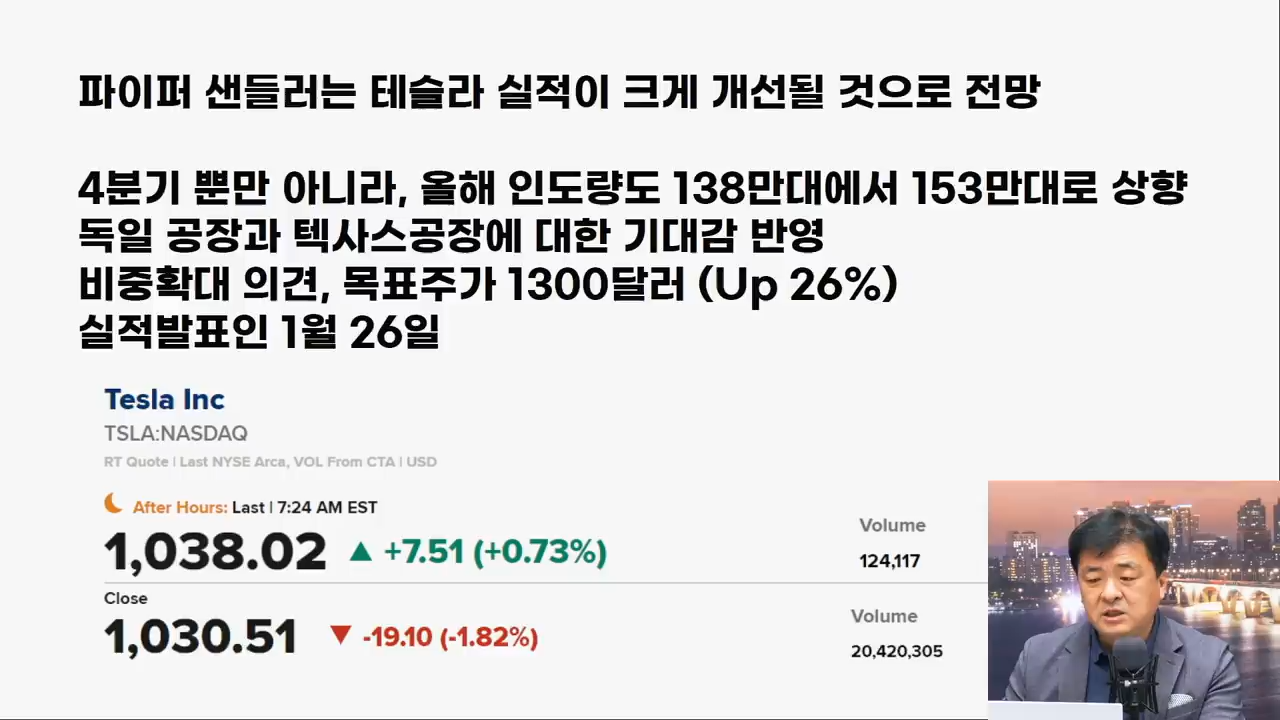 파이퍼 샌들러는 테슬라 실적이 크게 개선될 것으로 전망
4분기 뿐만 아니라, 올해 인도량도 138만대에서 153만대로 상향
독일 공장과 텍사스공장에 대한 기대감 반영
비중확대 의견, 목표주가 1300달러 (Up 26%)
실적발표인 1월 26일
Tesla Inc
TSLA:NASDAQ
RT Quote | Last NYSE Arca, VOL From CTA | USD
After Hours: Last | 7:24 AM EST
1,038.02 ▲ +7.51 (+0.73%)
Volume
124,117
Close
1,030.51 ▼ -19.10 (-1.82%)
Volume
20,420,305